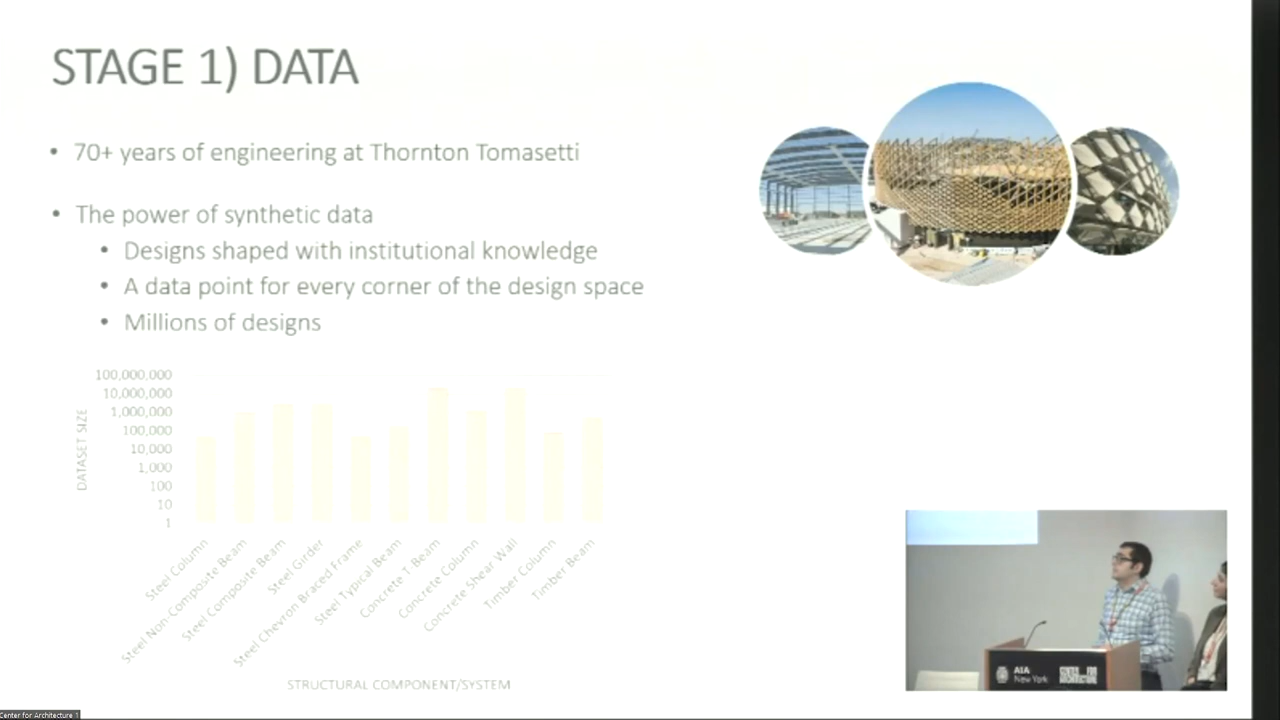 STAGE 1) DATA
• 70+ years of engineering at Thornton Tomasetti
• The power of synthetic data
• Designs shaped with institutional knowledge
• A data point for every corner of the design space
• Millions of designs
100,000,000
10,000,000
1,000,000
100,000
10,000
1,000
100
10
1
DATASET SIZE
Steel Column
Steel Non-Composite Beam
Steel Composite Beam
Steel Girder
Steel Chevron Braced Frame
Steel Typical Beam
Concrete T Beam
Concrete Column
Concrete Shear Wall
Timber Column
Timber Beam
STRUCTURAL COMPONENT/SYSTEM
AIA
New York
CENTER FOR
ARCHITECTURE
Center for Architecture 1